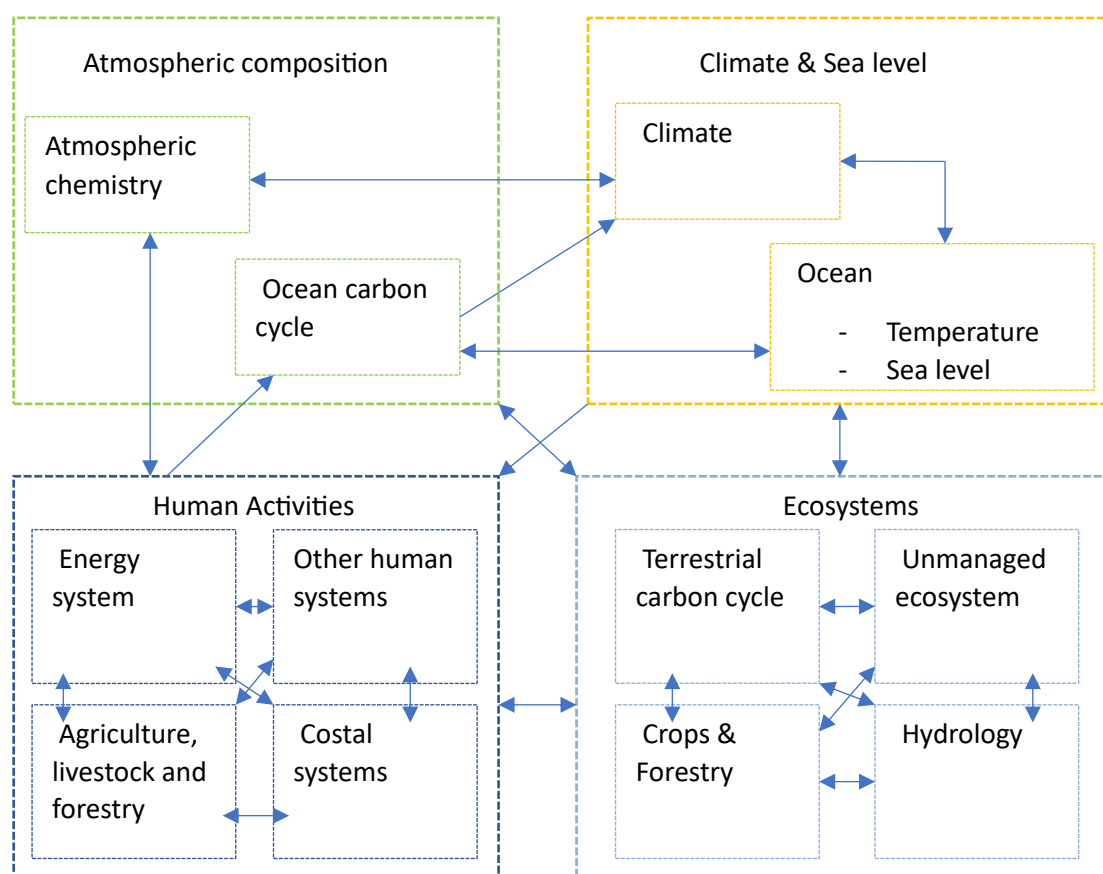 Atmospheric composition
Atmospheric
chemistry
Ocean carbon
cycle
Climate & Sea level
Climate
Ocean
- Temperature
- Sea level
Human Activities
Energy
system
Other human
systems
Agriculture,
livestock and
forestry
Costal
systems
Ecosystems
Terrestrial
carbon cycle
Unmanaged
ecosystem
Crops &
Forestry
Hydrology